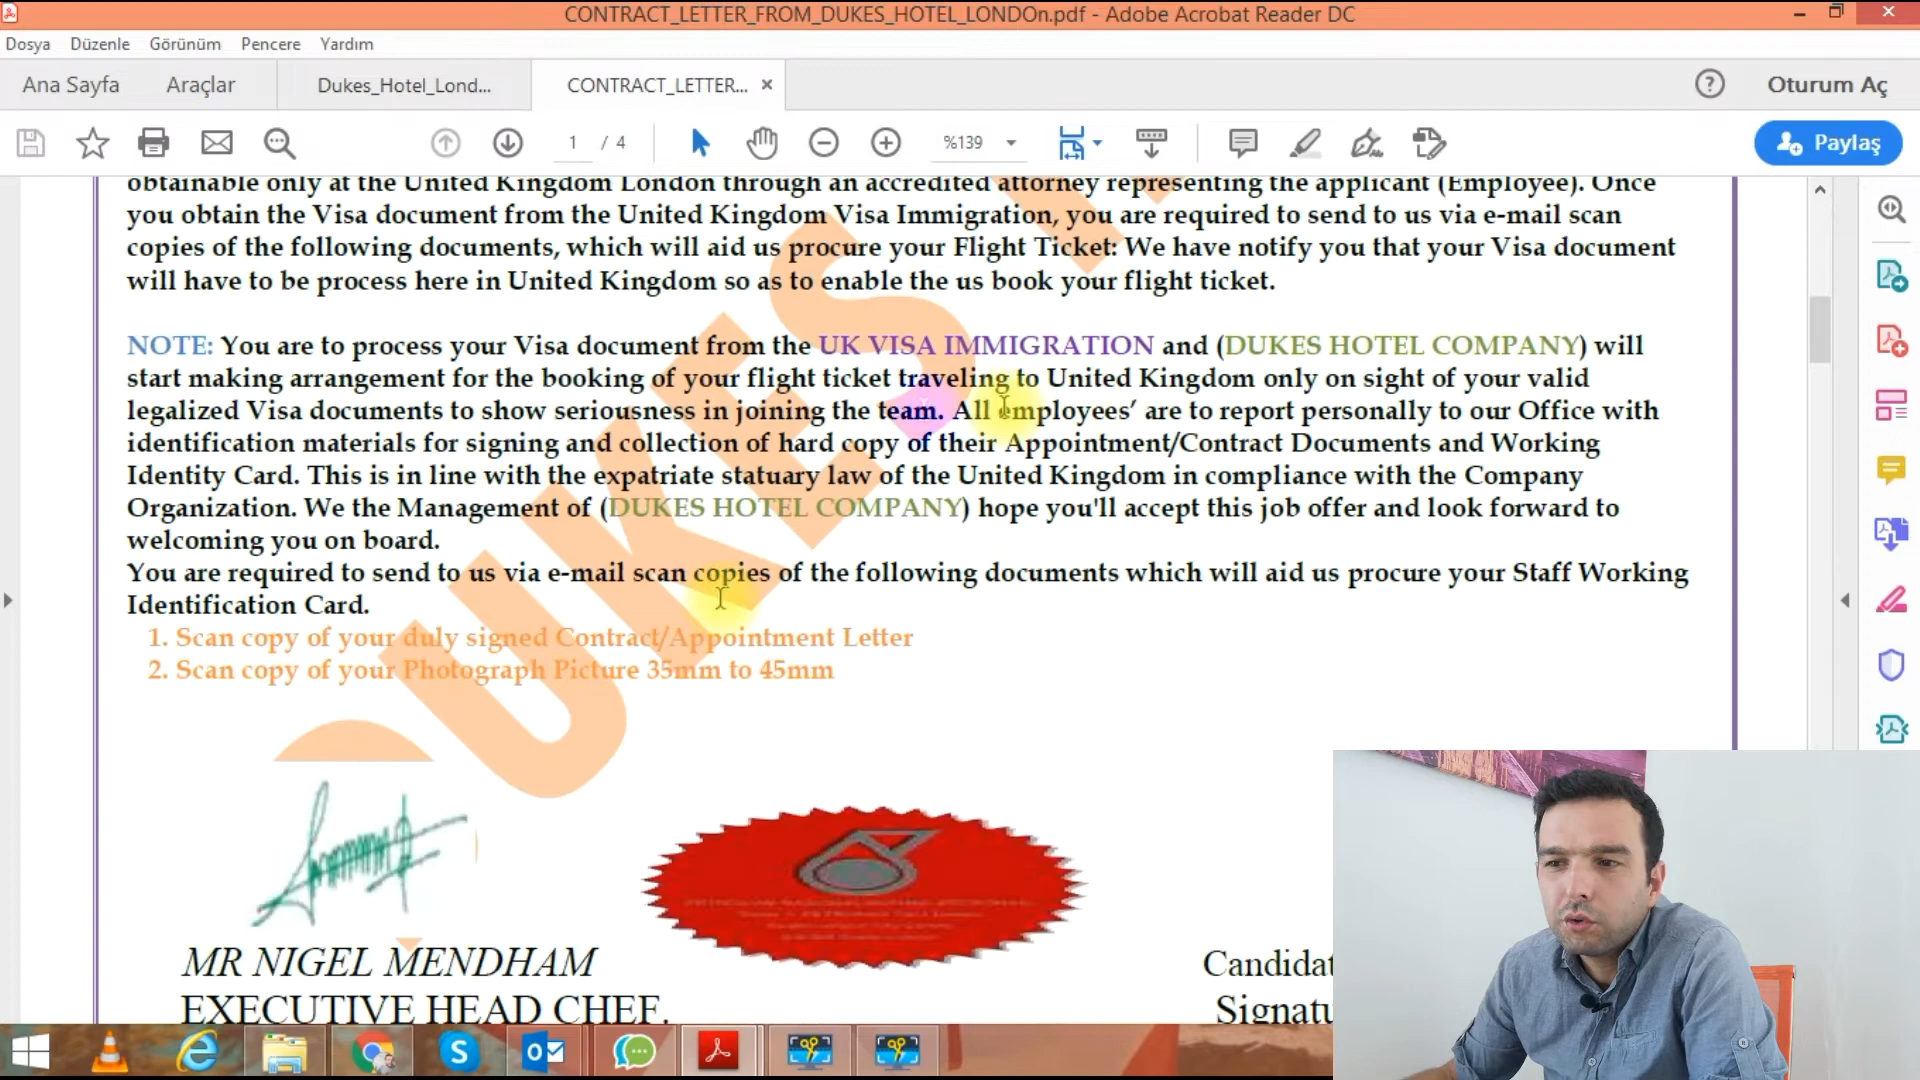 CONTRACT_LETTER_FROM_DUKES_HOTEL_LONDOn.pdf - Adobe Acrobat Reader DC
Dosya Düzenle Görünüm Pencere Yardım
Ana Sayfa Araçlar Dukes_Hotel_Lond... CONTRACT_LETTER... Oturum Aç
1 / 4 %139 Paylaş
obtainable only at the United Kingdom London through an accredited attorney representing the applicant (Employee). Once
you obtain the Visa document from the United Kingdom Visa Immigration, you are required to send to us via e-mail scan
copies of the following documents, which will aid us procure your Flight Ticket: We have notify you that your Visa document
will have to be process here in United Kingdom so as to enable the us book your flight ticket.
NOTE: You are to process your Visa document from the UK VISA IMMIGRATION and (DUKES HOTEL COMPANY) will
start making arrangement for the booking of your flight ticket traveling to United Kingdom only on sight of your valid
legalized Visa documents to show seriousness in joining the team. All employees’ are to report personally to our Office with
identification materials for signing and collection of hard copy of their Appointment/Contract Documents and Working
Identity Card. This is in line with the expatriate statuary law of the United Kingdom in compliance with the Company
Organization. We the Management of (DUKES HOTEL COMPANY) hope you'll accept this job offer and look forward to
welcoming you on board.
You are required to send to us via e-mail scan copies of the following documents which will aid us procure your Staff Working
Identification Card.
1. Scan copy of your duly signed Contract/Appointment Letter
2. Scan copy of your Photograph Picture 35mm to 45mm
DUKES
MR NIGEL MENDHAM
EXECUTIVE HEAD CHEF.
Candidat
Signatu